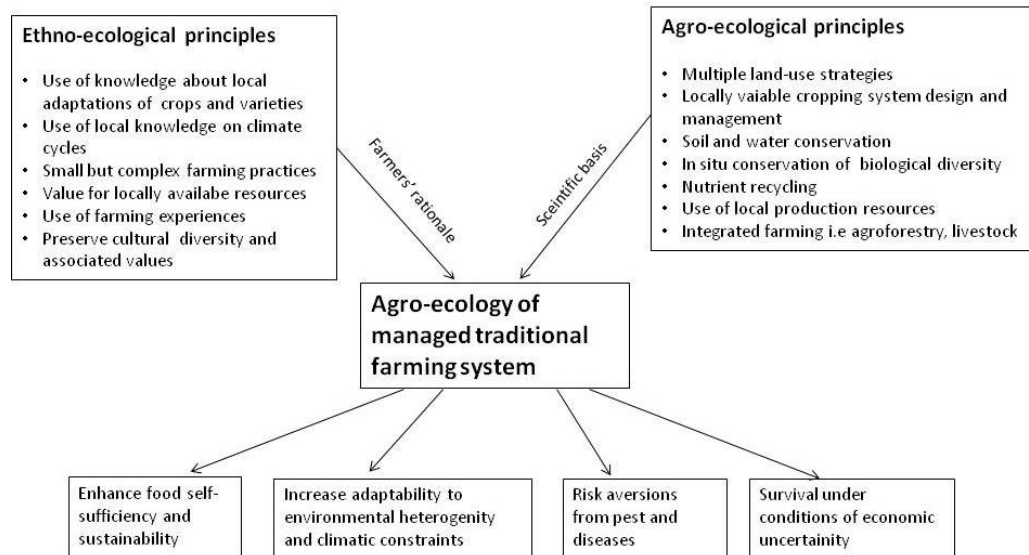 Ethno-ecological principles
• Use of knowledge about local
adaptations of crops and varieties
• Use of local knowledge on climate
cycles
• Small but complex farming practices
• Value for locally availabe resources
• Use of farming experiences
• Preserve cultural diversity and
associated values
Agro-ecological principles
• Multiple land-use strategies
• Locally vaiable cropping system design and
management
• Soil and water conservation
• In situ conservation of biological diversity
• Nutrient recycling
• Use of local production resources
• Integrated farming i.e agroforestry, livestock
Farmers' rationale
Sceintific basis
Agro-ecology of
managed traditional
farming system
Enhance food self-
sufficiency and
sustainability
Increase adaptability to
environmental heterogenity
and climatic constraints
Risk aversions
from pest and
diseases
Survival under
conditions of economic
uncertainity